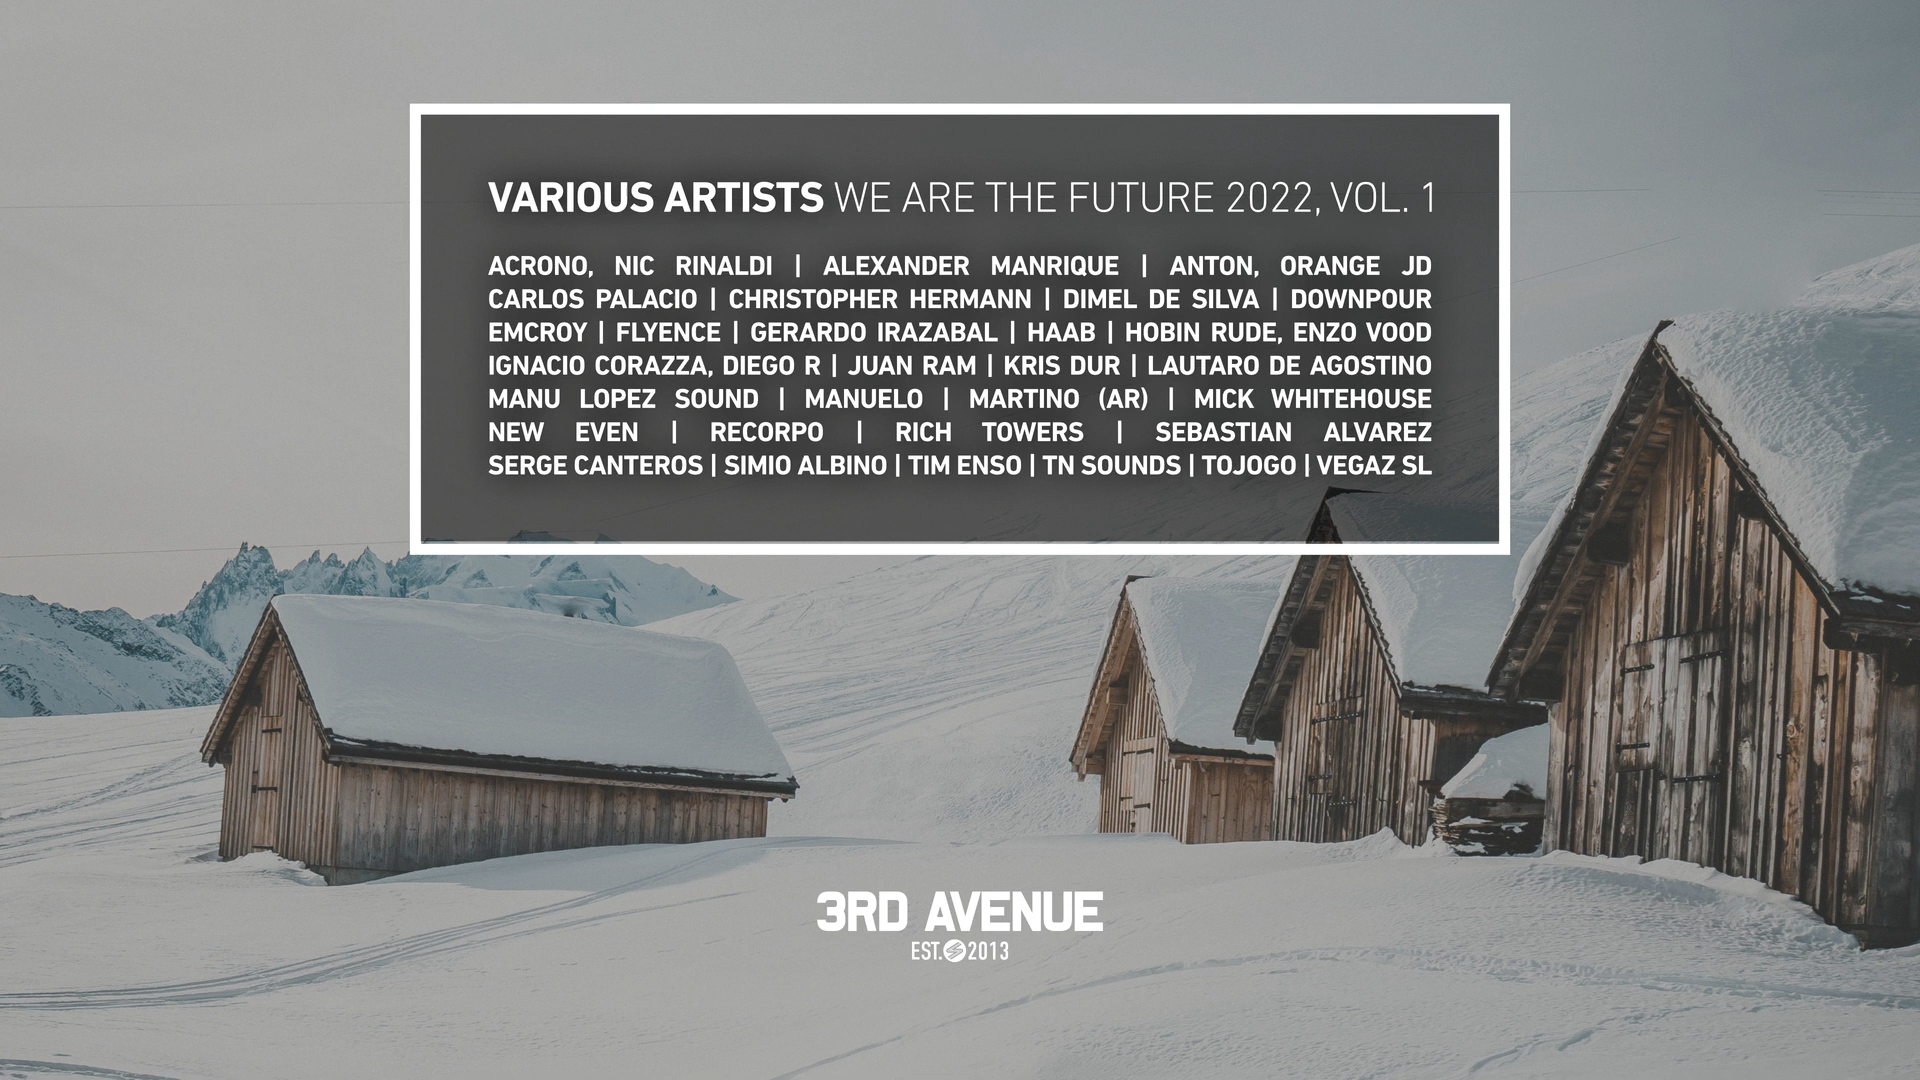 VARIOUS ARTISTS WE ARE THE FUTURE 2022, VOL. 1
ACRONO, NIC RINALDI | ALEXANDER MANRIQUE | ANTON, ORANGE JD
CARLOS PALACIO | CHRISTOPHER HERMANN | DIMEL DE SILVA | DOWNPOUR
EMCROY | FLYENCE | GERARDO IRAZABAL | HAAB | HOBIN RUDE, ENZO VOOD
IGNACIO CORAZZA, DIEGO R | JUAN RAM | KRIS DUR | LAUTARO DE AGOSTINO
MANU LOPEZ SOUND | MANUELO | MARTINO (AR) | MICK WHITEHOUSE
NEW EVEN | RECORPO | RICH TOWERS | SEBASTIAN ALVAREZ
SERGE CANTEROS | SIMIO ALBINO | TIM ENSO | TN SOUNDS | TOJOGO | VEGAZ SL
3RD AVENUE
EST. 2013